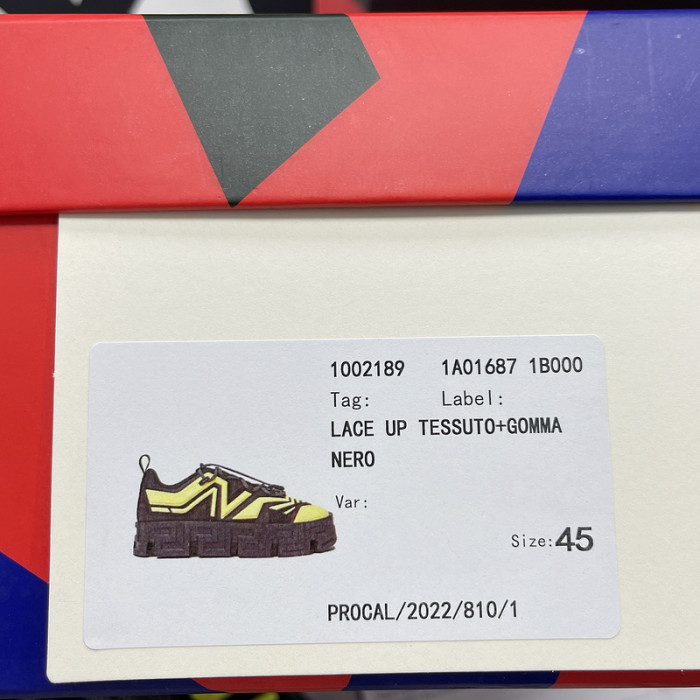 1002189 1A01687 1B000
Tag: Label:
LACE UP TESSUTO+GOMMA
NERO
Var:
Size:45
PROCAL/2022/810/1